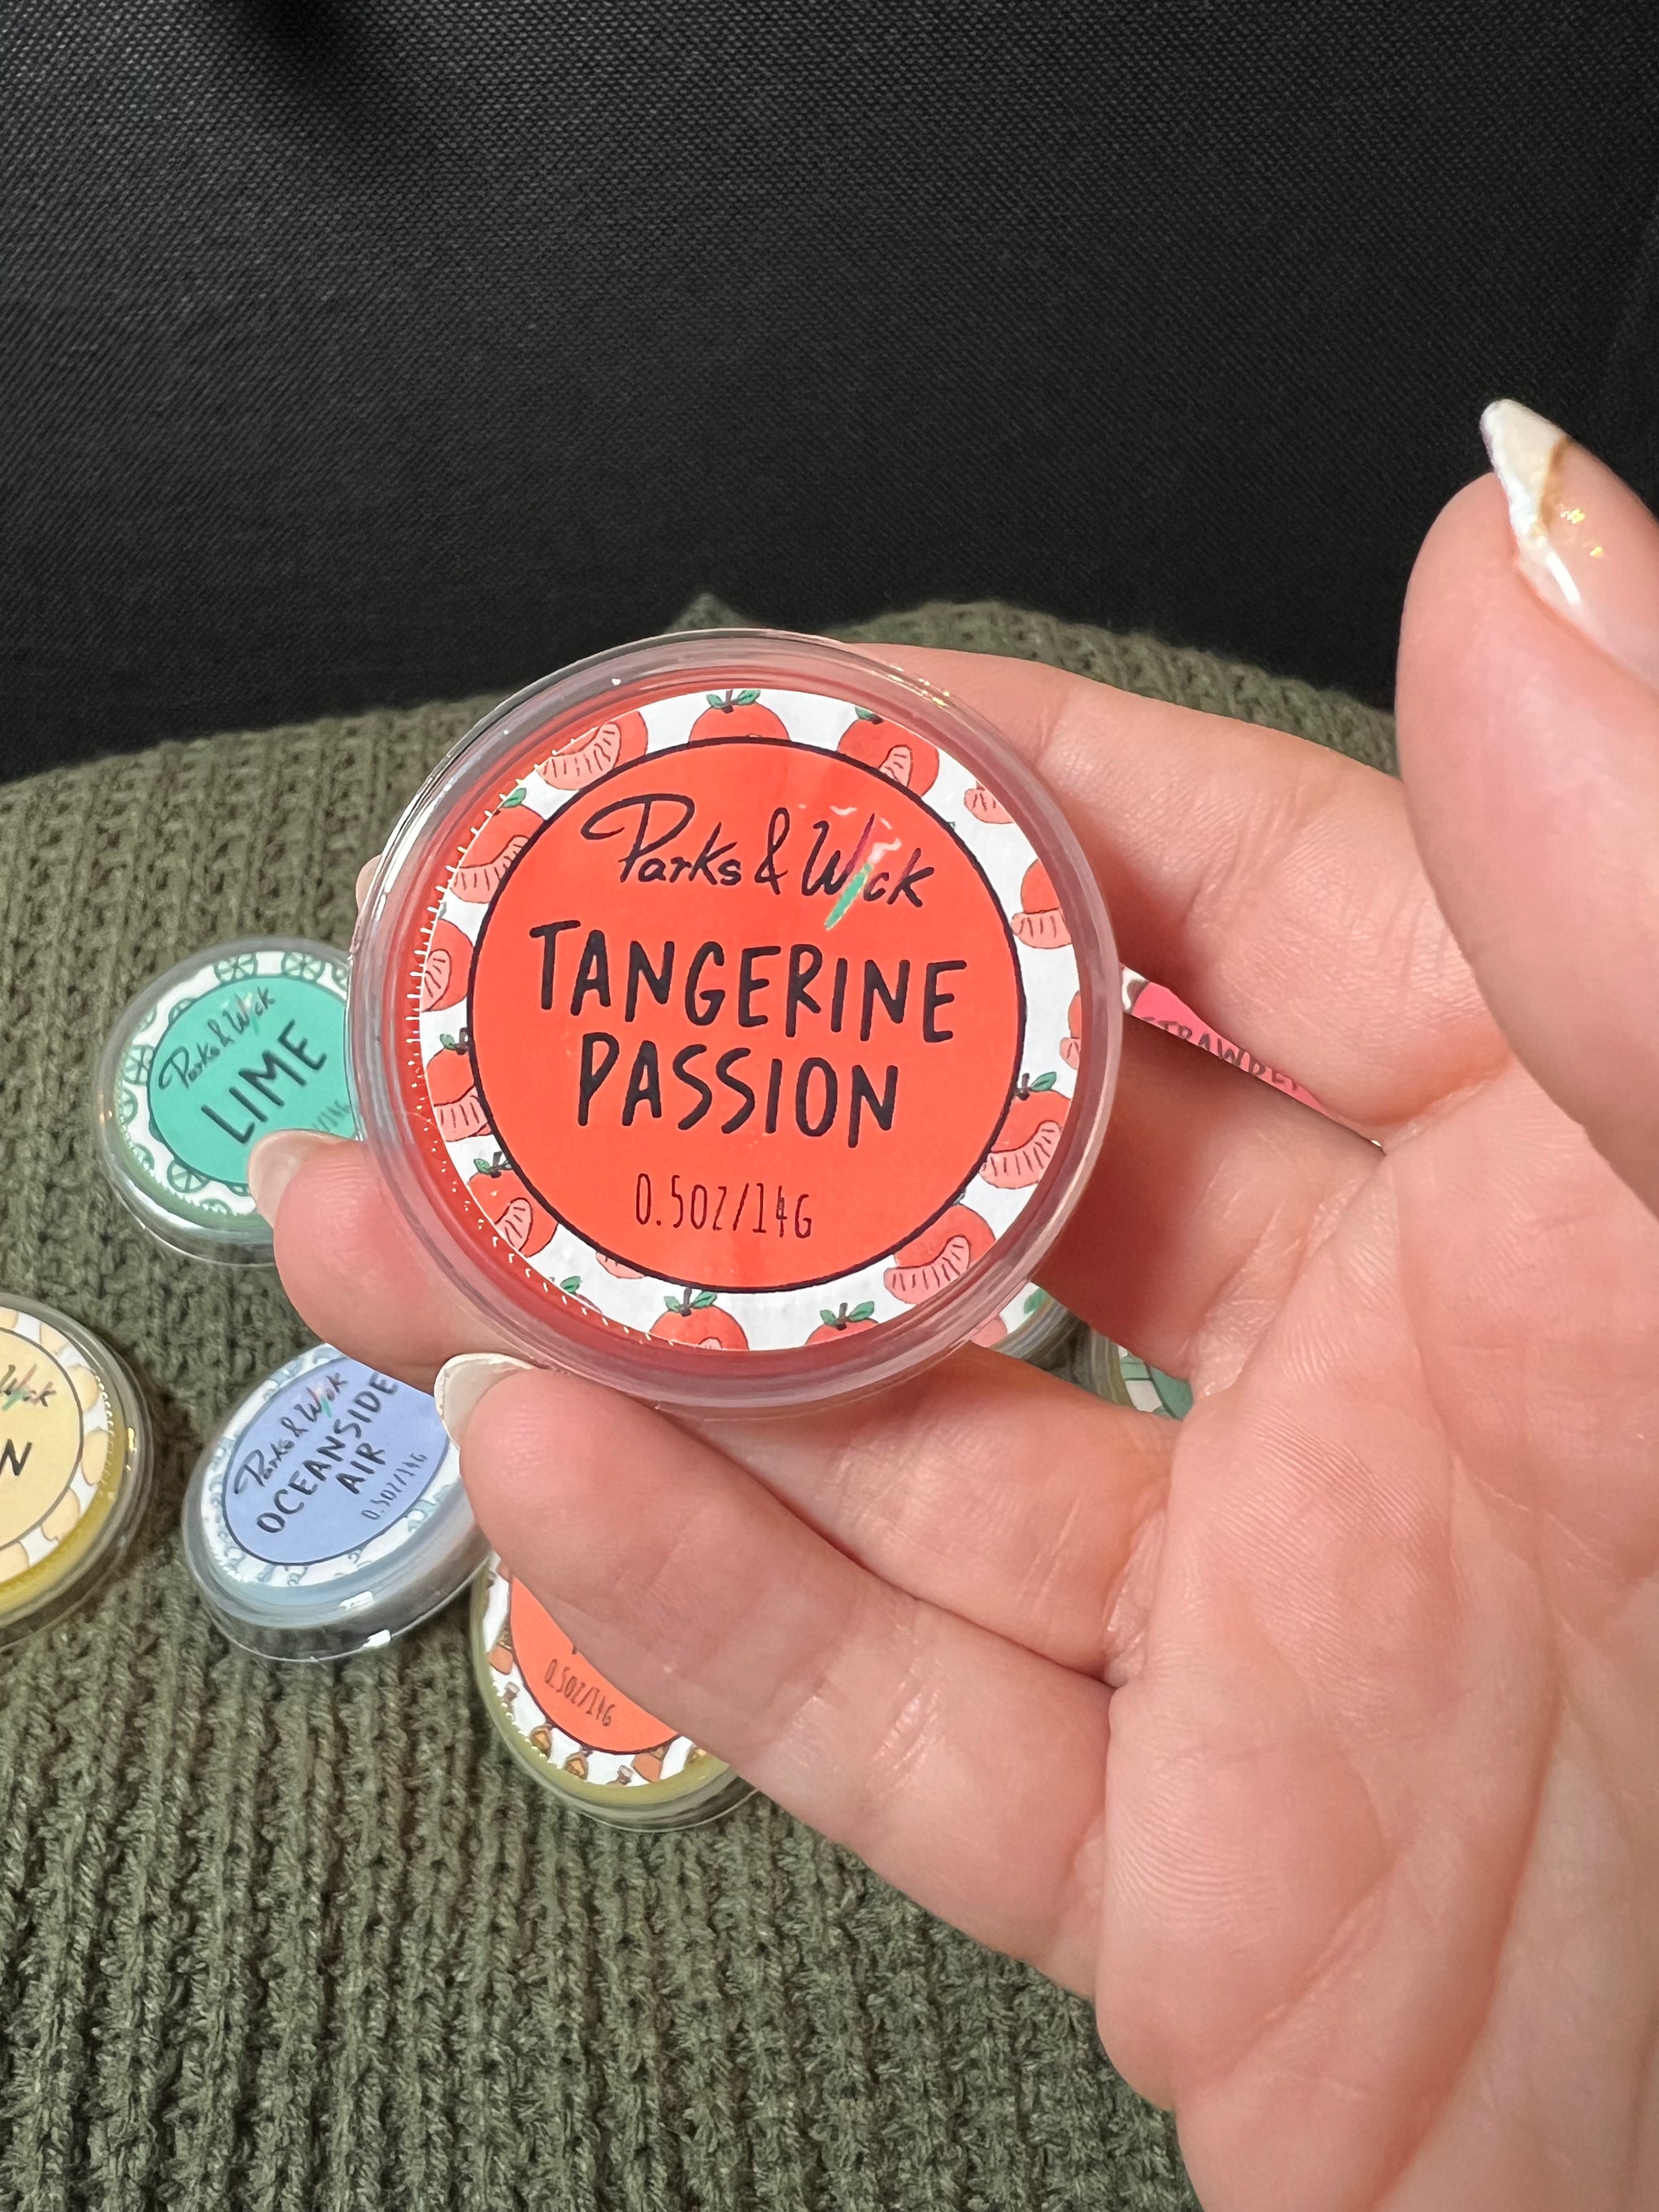 Parks & Wick
TANGERINE
PASSION
0.5OZ/14G
Parks & Wick
LIME
Parks & Wick
OCEANSIDE
AIR
0.5OZ/14G
0.5OZ/14G